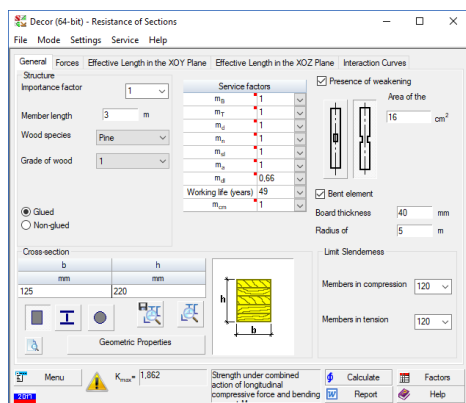 Decor (64-bit) - Resistance of Sections
File Mode Settings Service Help
General Forces Effective Length in the XOY Plane Effective Length in the XOZ Plane Interaction Curves
Structure
Importance factor 1
Member length 3 m
Wood species Pine
Grade of wood 1
Glued
Non-glued
Service factors
mB 1
mT 1
md 1
mn 1
msl 1
ma 1
mdl 0,66
Working life (years) 49
mcm 1
Presence of weakening
Area of the
16 cm2
Bent element
Board thickness 40 mm
Radius of 5 m
Cross-section
b h
mm mm
125 220
Geometric Properties
h
b
Limit Slenderness
Members in compression 120
Members in tension 120
Menu
Kmax= 1,862
Strength under combined
action of longitudinal
compressive force and bending
Calculate
Factors
Report
Help